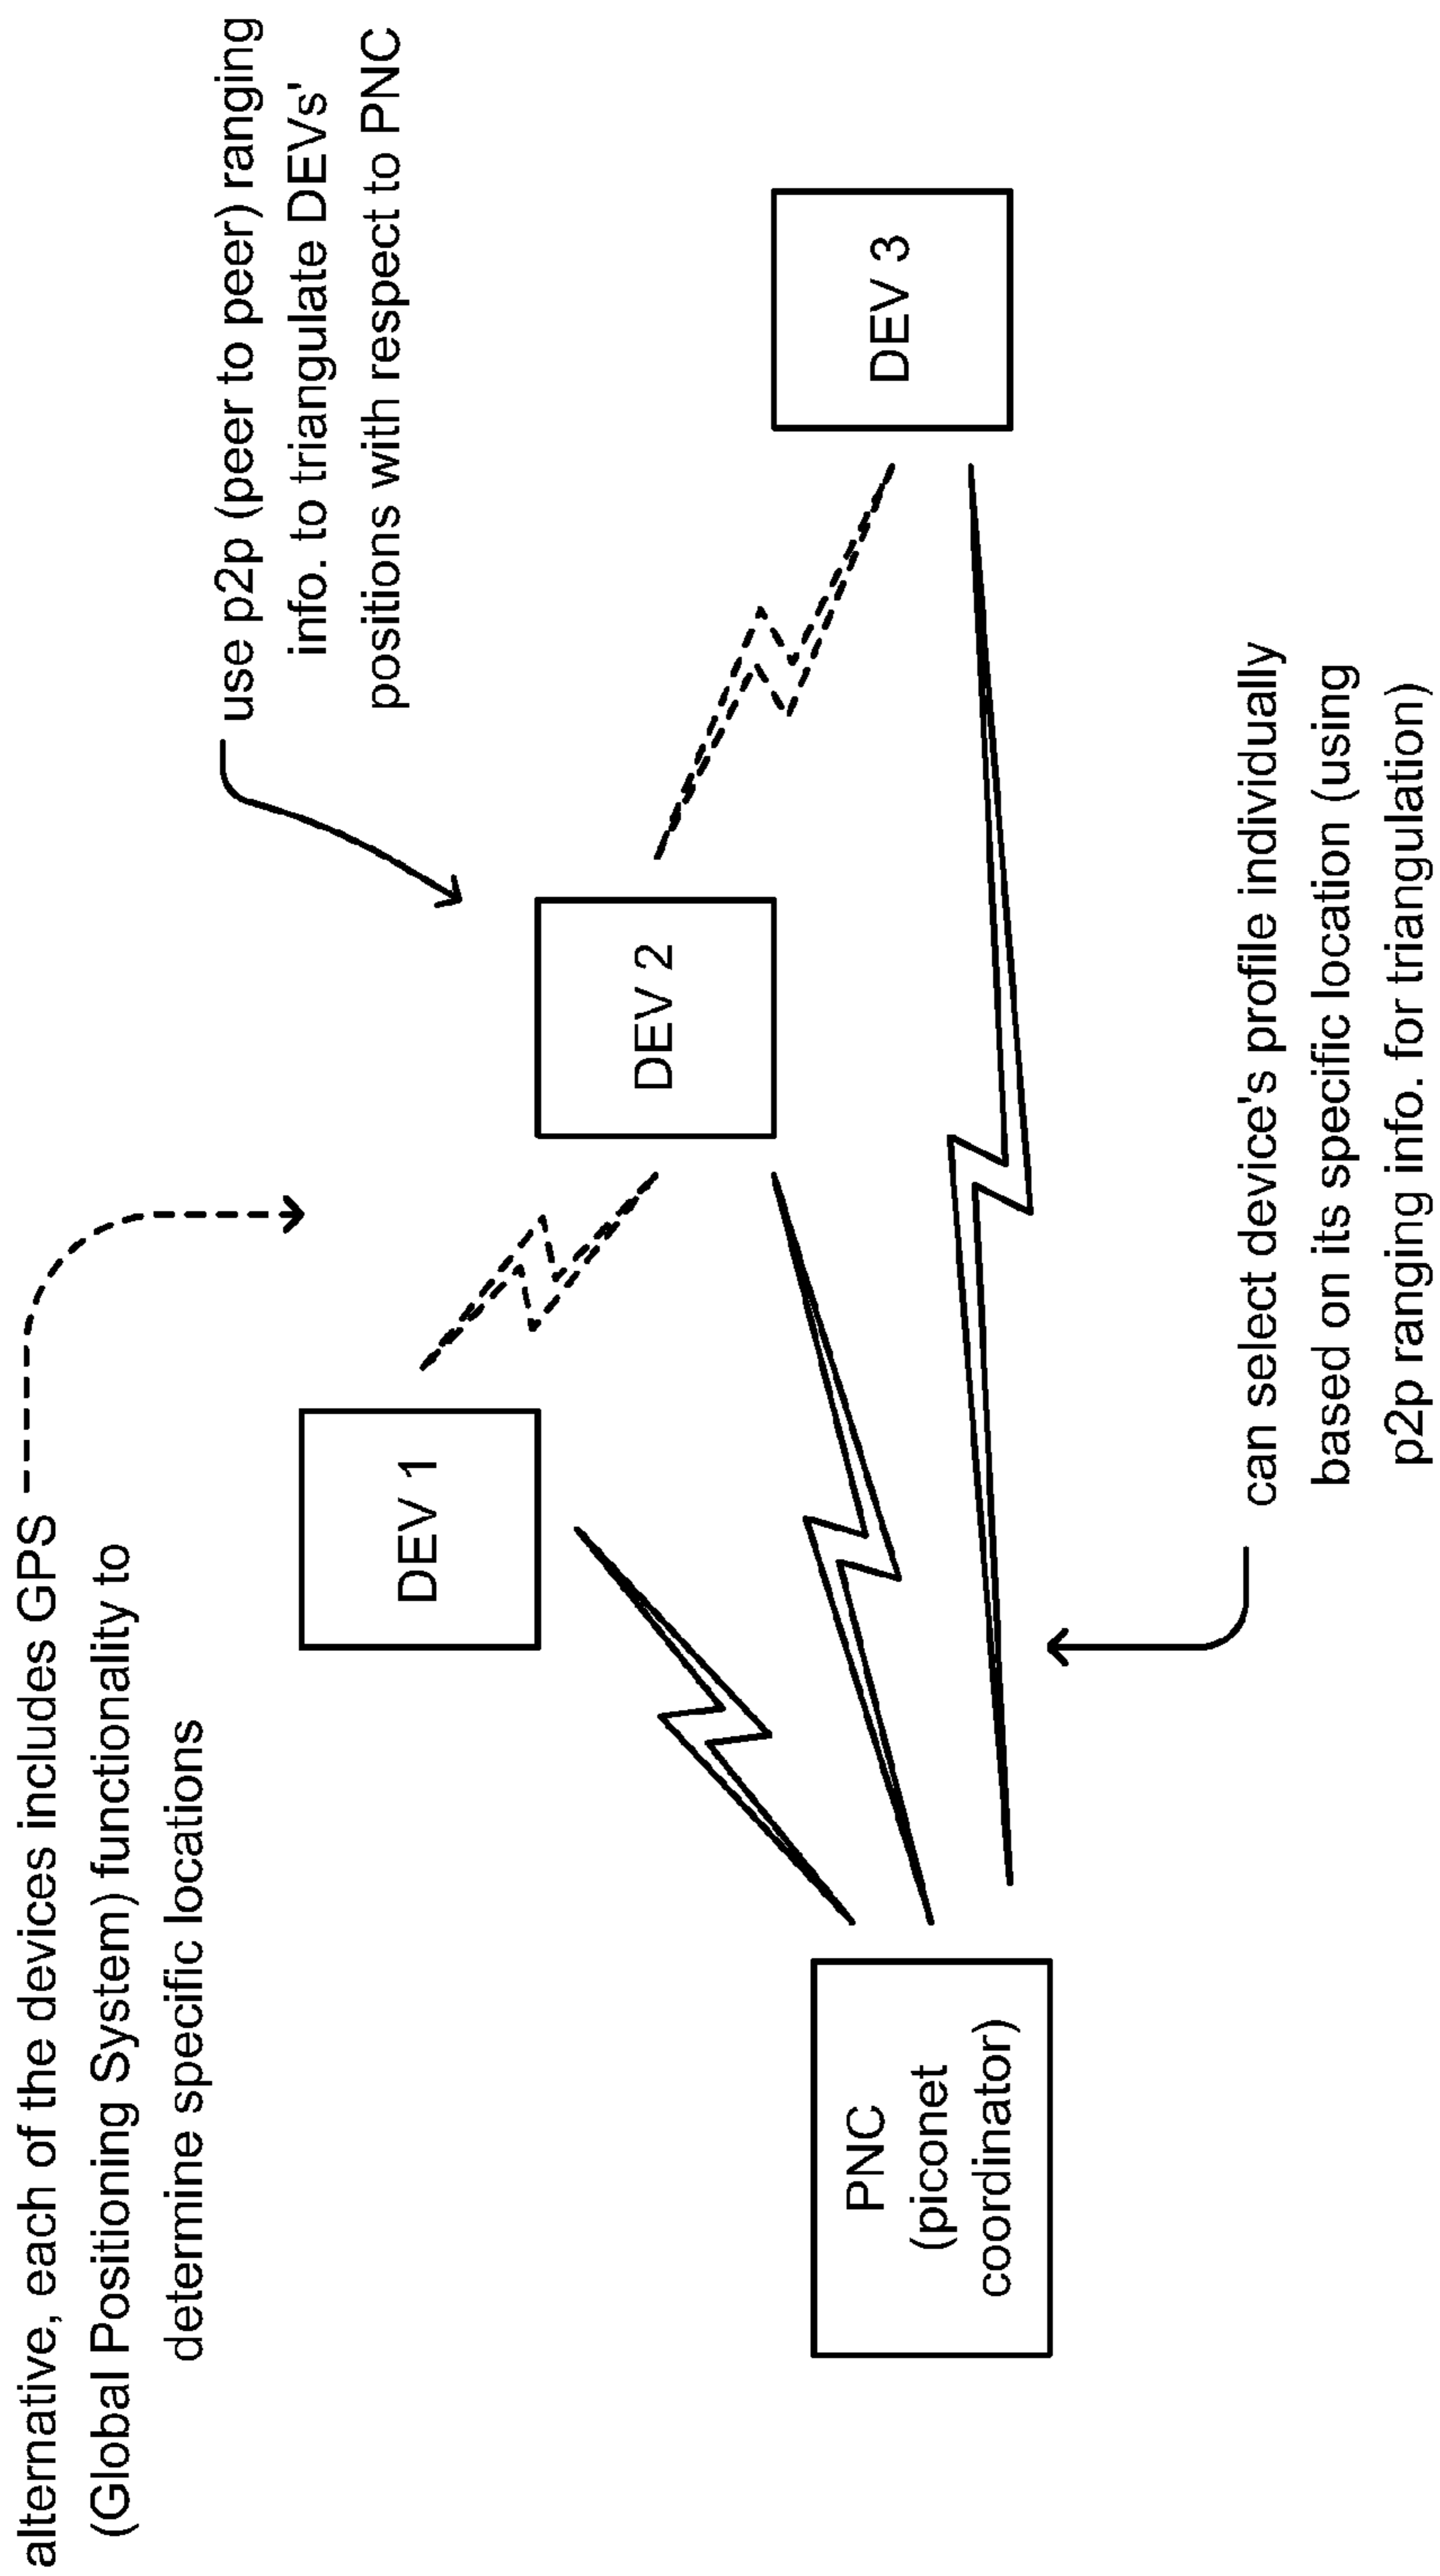 alternative, each of the devices includes GPS
(Global Positioning System) functionality to
determine specific locations
use p2p (peer to peer) ranging
info. to triangulate DEVs'
positions with respect to PNC
DEV 1
DEV 2
DEV 3
PNC
(piconet
coordinator)
can select device's profile individually
based on its specific location (using
p2p ranging info. for triangulation)